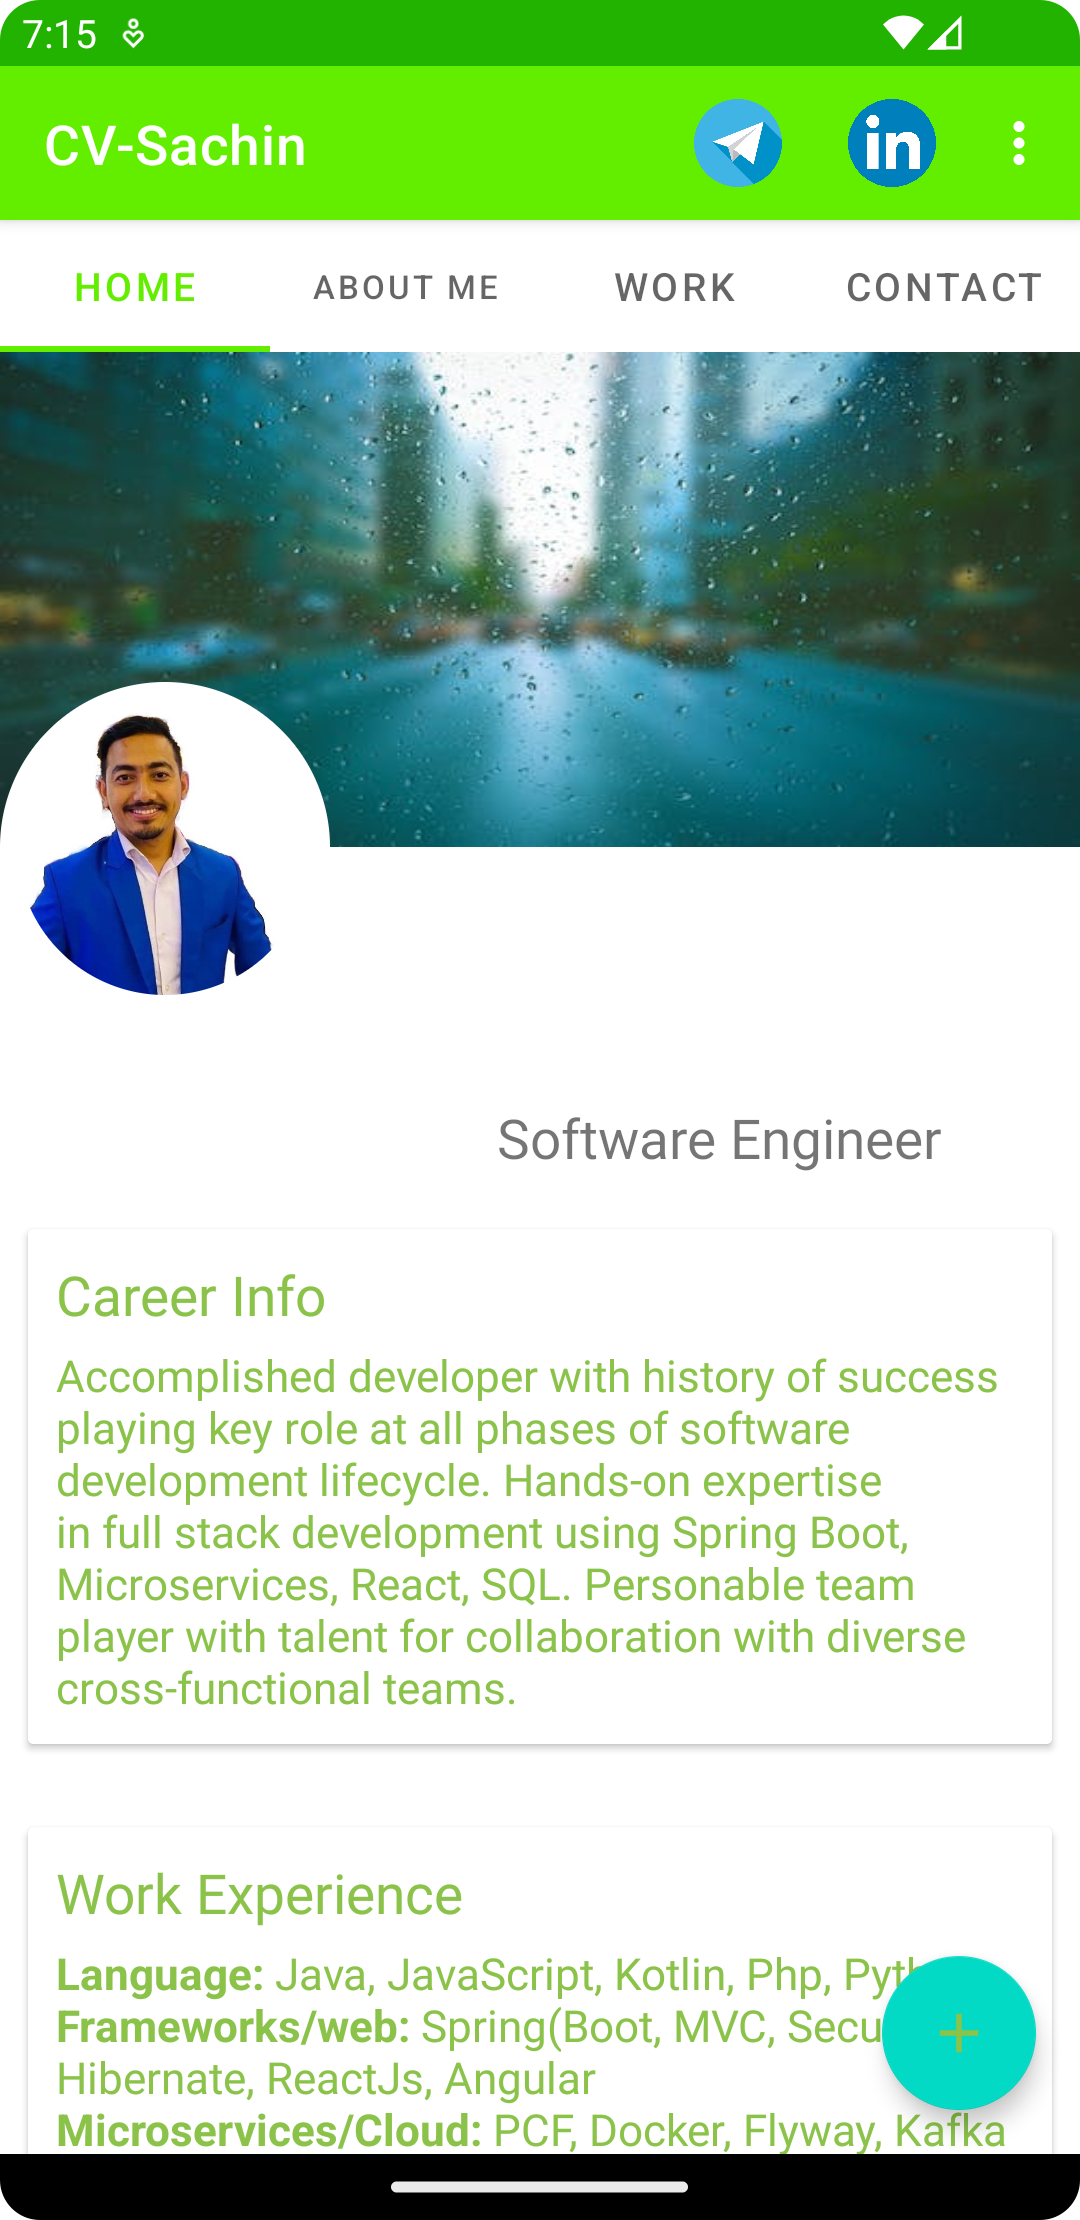 7:15
CV-Sachin
in
HOME
ABOUT ME
WORK
CONTACT
Software Engineer
Career Info
Accomplished developer with history of success
playing key role at all phases of software
development lifecycle. Hands-on expertise
in full stack development using Spring Boot,
Microservices, React, SQL. Personable team
player with talent for collaboration with diverse
cross-functional teams.
Work Experience
Language: Java, JavaScript, Kotlin, Php,
Frameworks/web: Spring(Boot, MVC,
Hibernate, ReactJs, Angular
Microservices/Cloud: PCF, Docker, Flyway, Kafka